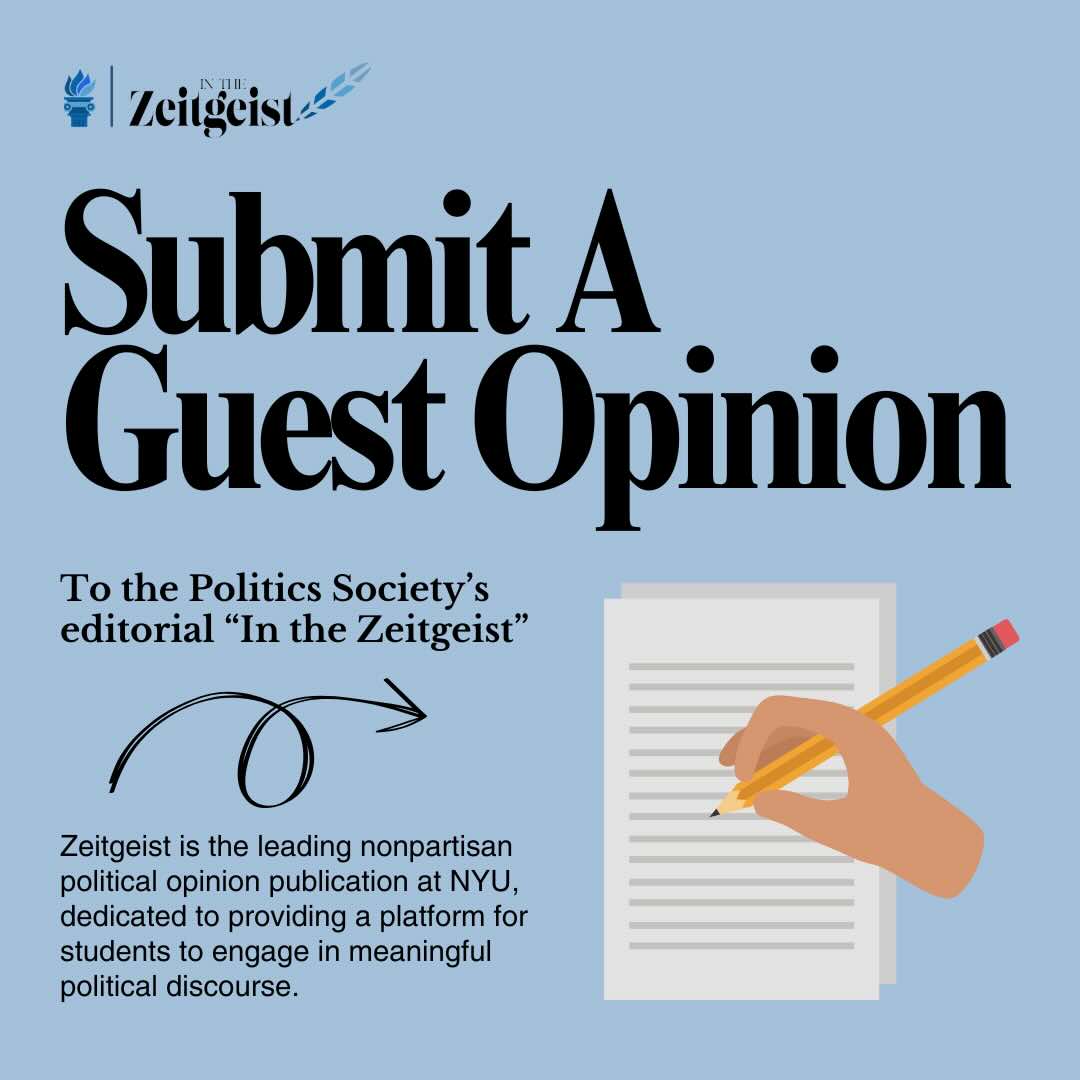 IN THE
Zeitgeist
Submit A
Guest Opinion
To the Politics Society’s
editorial “In the Zeitgeist”
Zeitgeist is the leading nonpartisan
political opinion publication at NYU,
dedicated to providing a platform for
students to engage in meaningful
political discourse.